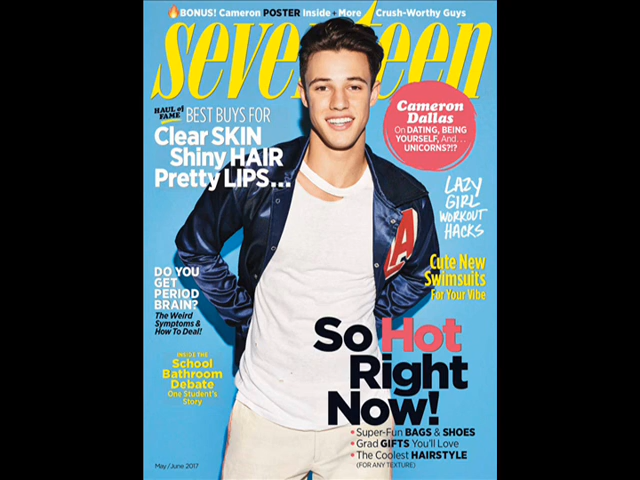 BONUS! Cameron POSTER Inside + More Crush-Worthy Guys
seventeen
HAUL of
FAME
BEST BUYS FOR
Clear SKIN
Shiny HAIR
Pretty LIPS...
Cameron
Dallas
On DATING, BEING
YOURSELF, And...
UNICORNS?!?
LAZY
GIRL
WORKOUT
HACKS
A
Cute New
Swimsuits
For Your Vibe
DO YOU
GET
PERIOD
BRAIN?
The Weird
Symptoms &
How To Deal!
INSIDE THE
School
Bathroom
Debate
One Student's
Story
So Hot
Right
Now!
• Super-Fun BAGS & SHOES
• Grad GIFTS You'll Love
• The Coolest HAIRSTYLE
(FOR ANY TEXTURE)
May/June 2017